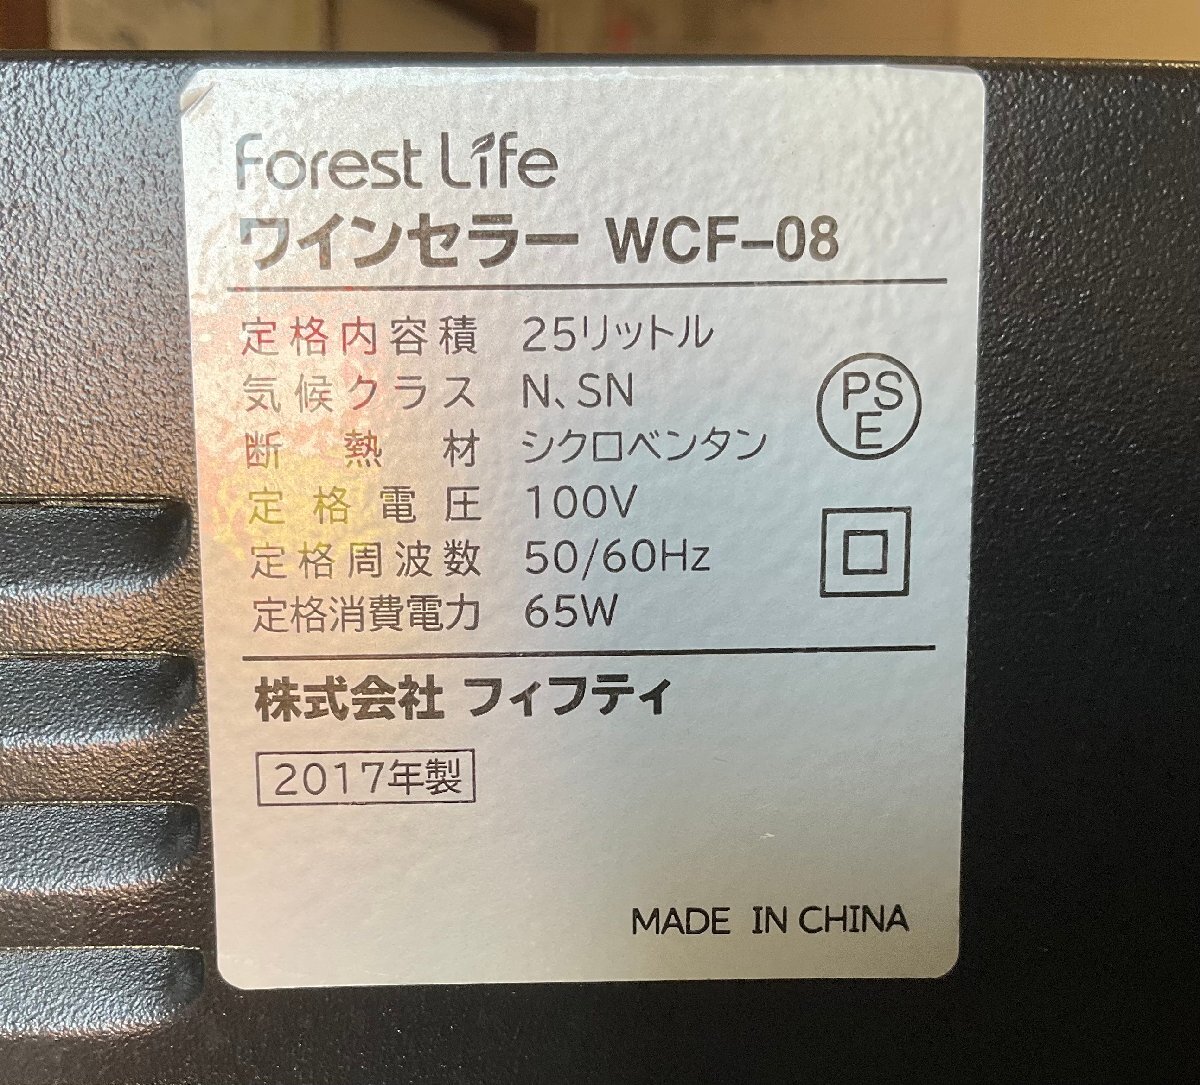 Forest Life
ワインセラー WCF-08
定格内容積 25リットル
気候クラス N、SN
断熱材 シクロベンタン
定格電圧 100V
定格周波数 50/60Hz
定格消費電力 65W
PS
E
株式会社 フィフティ
2017年製
MADE IN CHINA